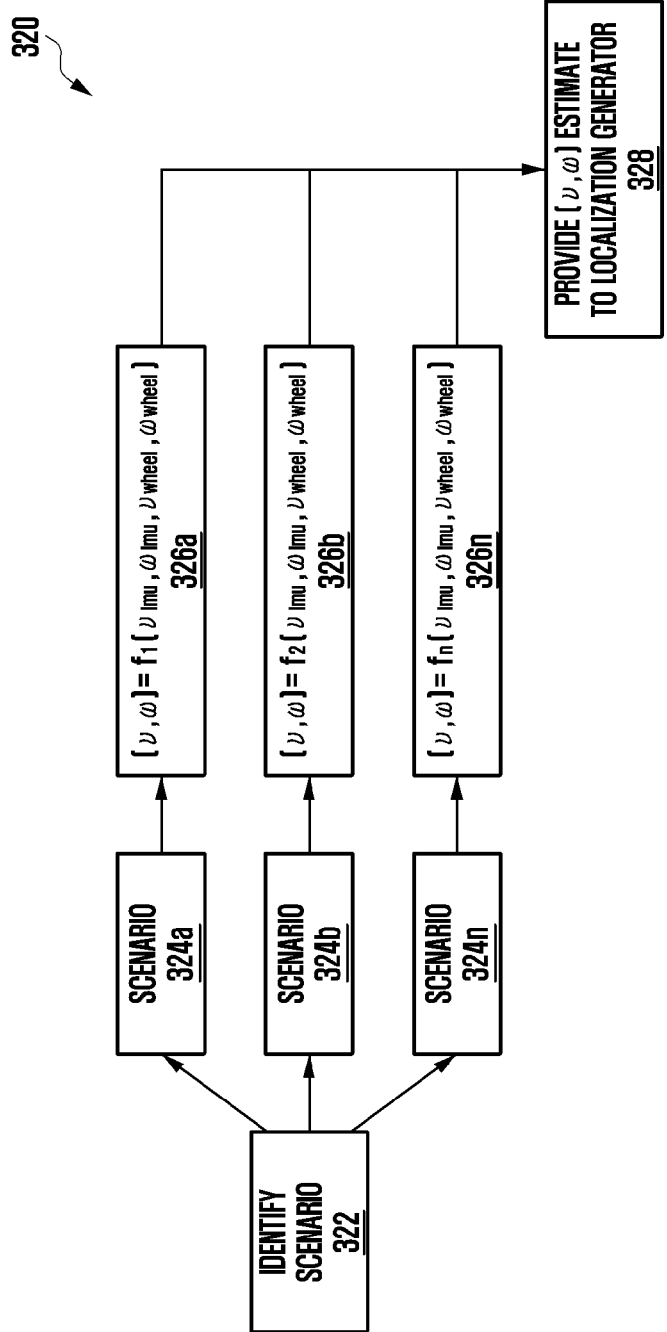 320
IDENTIFY
SCENARIO
322
SCENARIO
324a
SCENARIO
324b
SCENARIO
324n
(ν,ω)= f1(ν Imu,ω Imu,ν wheel,ω wheel)
326a
(ν,ω)= f2(ν Imu,ω Imu,ν wheel,ω wheel)
326b
(ν,ω)= fn(ν Imu,ω Imu,ν wheel,ω wheel)
326n
PROVIDE (ν,ω) ESTIMATE
TO LOCALIZATION GENERATOR
328